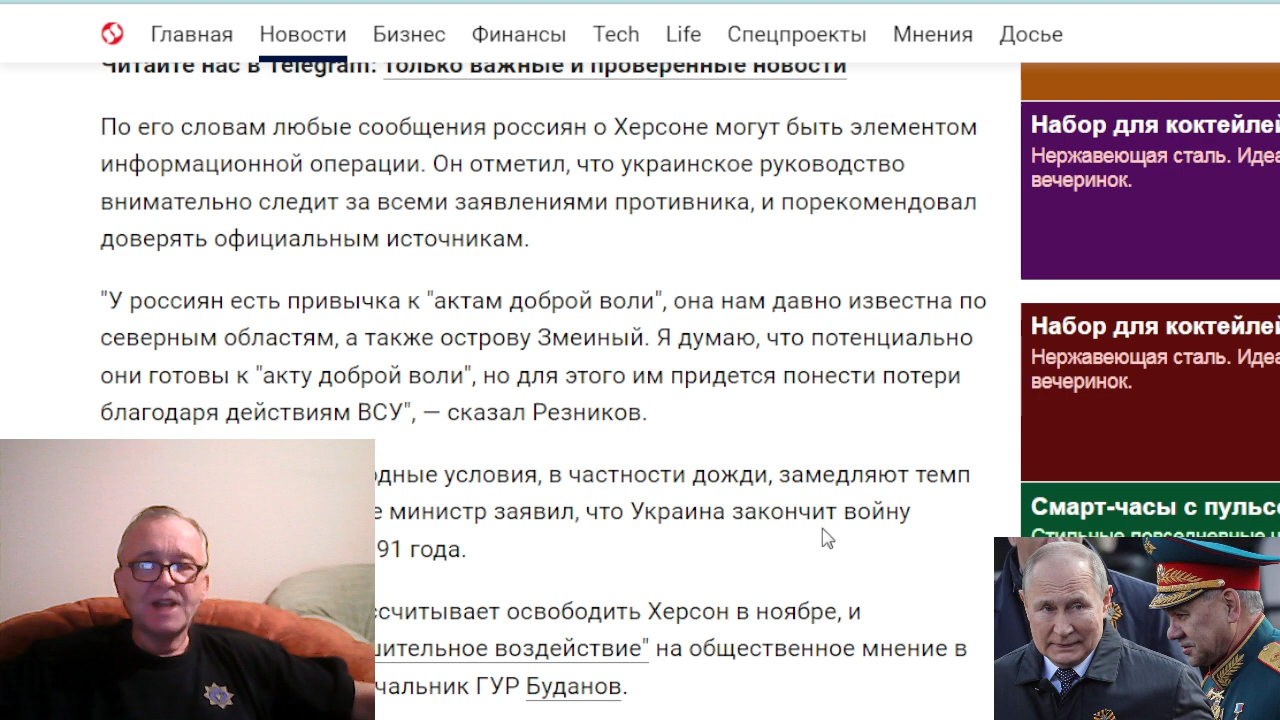 Главная Новости Бизнес Финансы Tech Life Спецпроекты Мнения Досье
Читайте нас в Telegram: только важные и проверенные новости
По его словам любые сообщения россиян о Херсоне могут быть элементом
информационной операции. Он отметил, что украинское руководство
внимательно следит за всеми заявлениями противника, и порекомендовал
доверять официальным источникам.
"У россиян есть привычка к "актам доброй воли", она нам давно известна по
северным областям, а также острову Змеиный. Я думаю, что потенциально
они готовы к "акту доброй воли", но для этого им придется понести потери
благодаря действиям ВСУ", — сказал Резников.
одные условия, в частности дожди, замедляют темп
е министр заявил, что Украина закончит войну
91 года.
ссчитывает освободить Херсон в ноябре, и
шительное воздействие" на общественное мнение в
чальник ГУР Буданов.
Набор для коктейлей
Нержавеющая сталь. Идеа
вечеринок.
Набор для коктейлей
Нержавеющая сталь. Идеа
вечеринок.
Смарт-часы с пульсо